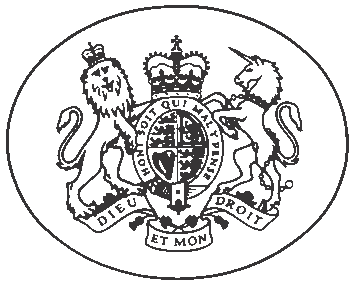 HONI SOIT QUI MAL Y PENSE
DIEU ET MON DROIT